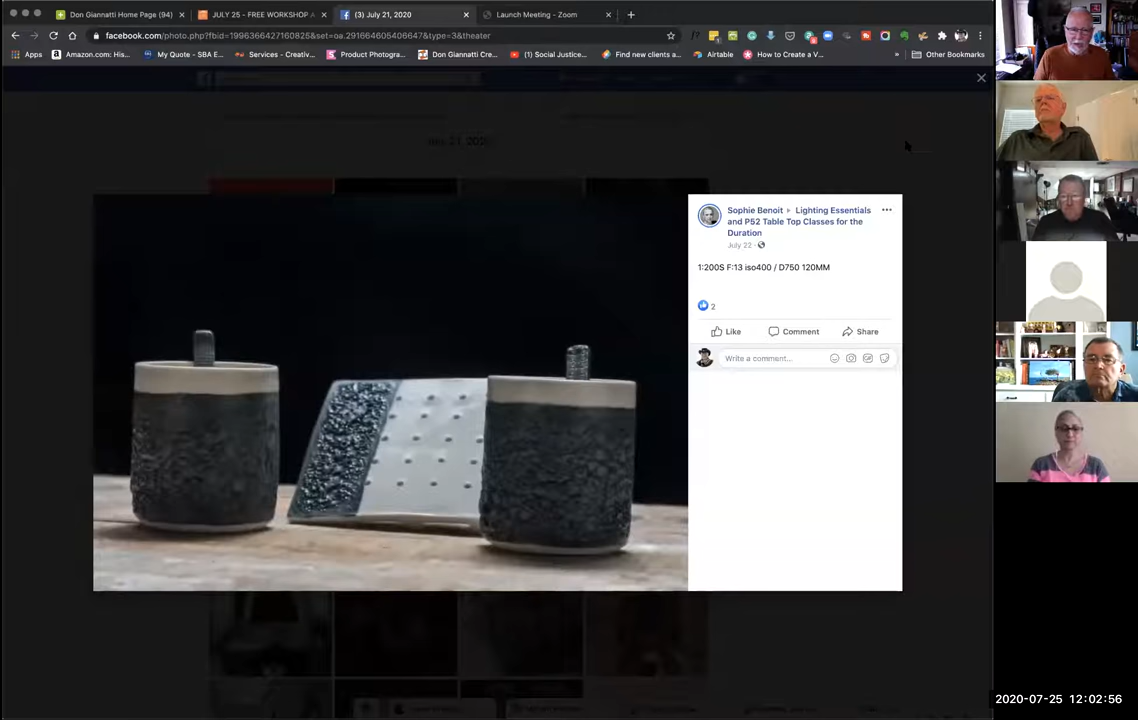 Don Giannatti Home Page (94)
JULY 25 - FREE WORKSHOP A
(3) July 21, 2020
Launch Meeting - Zoom
facebook.com/photo.php?fbid=1996366427160825&set=oa.291664605406647&type=3&theater
Apps
Amazon.com: His...
My Quote - SBA E...
Services - Creativ...
Product Photogra...
Don Giannatti Cre...
(1) Social Justice...
Find new clients a...
Airtable
How to Create a V...
»
Other Bookmarks
Sophie Benoit ▸ Lighting Essentials
and P52 Table Top Classes for the
Duration
July 22
1:200S F:13 iso400 / D750 120MM
2
Like
Comment
Share
Write a comment...
2020-07-25 12:02:56